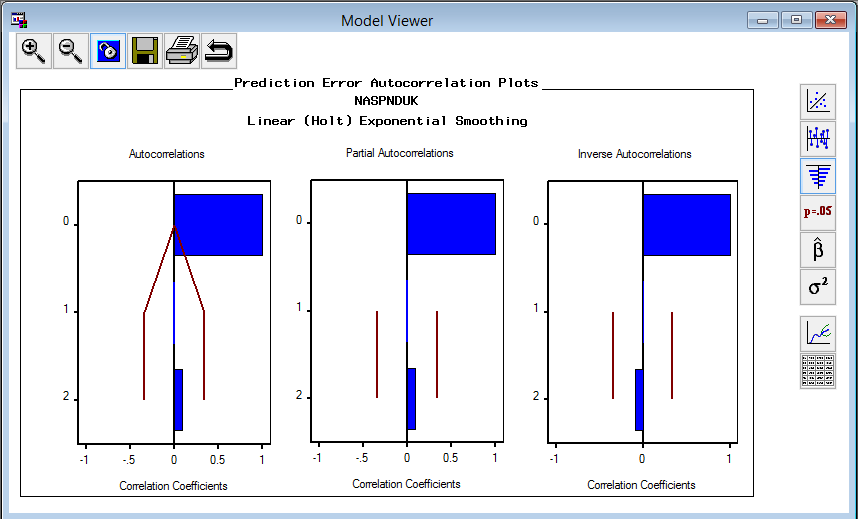 Model Viewer
Prediction Error Autocorrelation Plots
NASPNDUK
Linear (Holt) Exponential Smoothing
Autocorrelations
0
1
2
-1 -.5 0 0.5 1
Correlation Coefficients
Partial Autocorrelations
0
1
2
-1 -.5 0 0.5 1
Correlation Coefficients
Inverse Autocorrelations
0
1
2
-1 0 1
Correlation Coefficients
p=.05
β̂
σ²